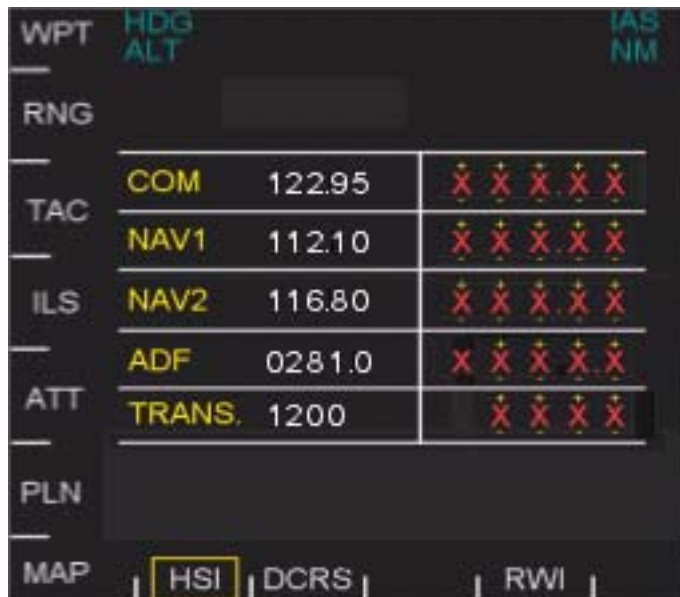 WPT HDG IAS
ALT NM
RNG
COM 122.95 X X X.X X
TAC
NAV1 112.10 X X X.X X
ILS NAV2 116.80 X X X.X X
ADF 0281.0 X X X X.X
ATT
TRANS. 1200 X X X X
PLN
MAP HSI DCRS RWI